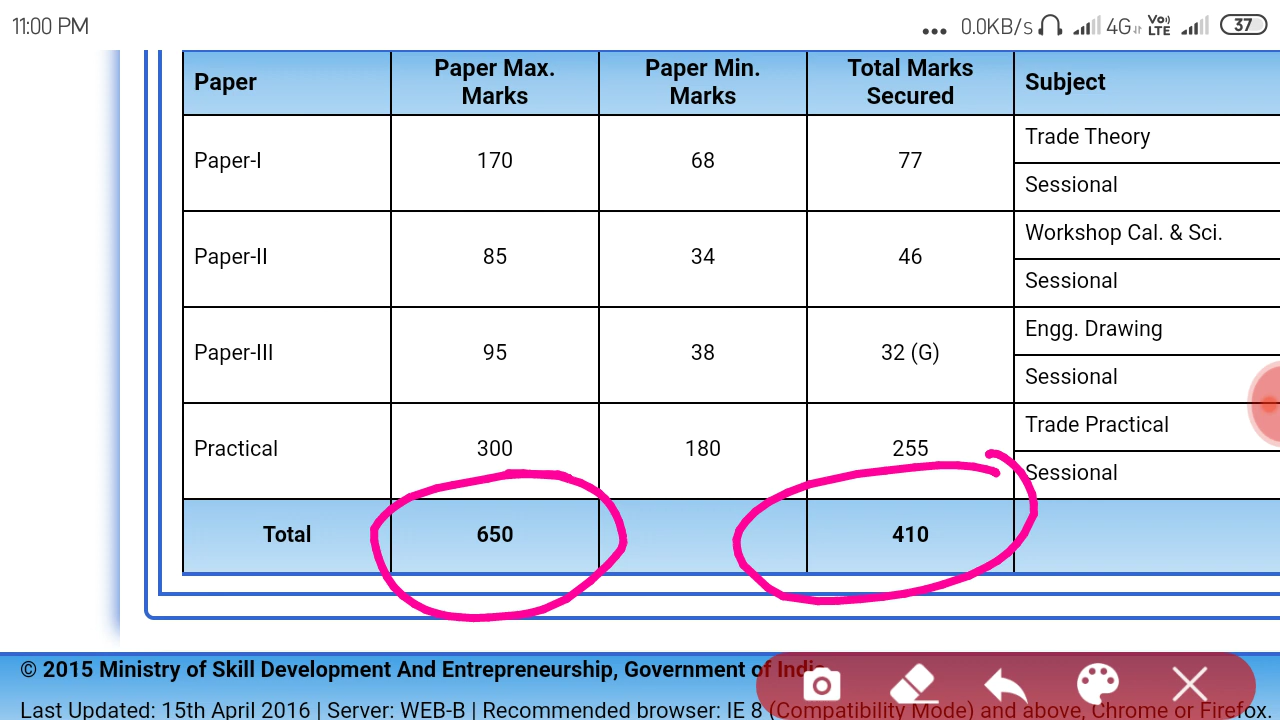 11:00 PM ... 0.0KB/s 4G Vo) LTE 37
Paper Paper Max. Marks Paper Min. Marks Total Marks Secured Subject
Paper-I 170 68 77 Trade Theory
Sessional
Paper-II 85 34 46 Workshop Cal. & Sci.
Sessional
Paper-III 95 38 32 (G) Engg. Drawing
Sessional
Practical 300 180 255 Trade Practical
Sessional
Total 650 410
© 2015 Ministry of Skill Development And Entrepreneurship, Government of India
Last Updated: 15th April 2016 | Server: WEB-B | Recommended browser: IE 8 (Compatibility Mode) and above, Chrome or Firefox.